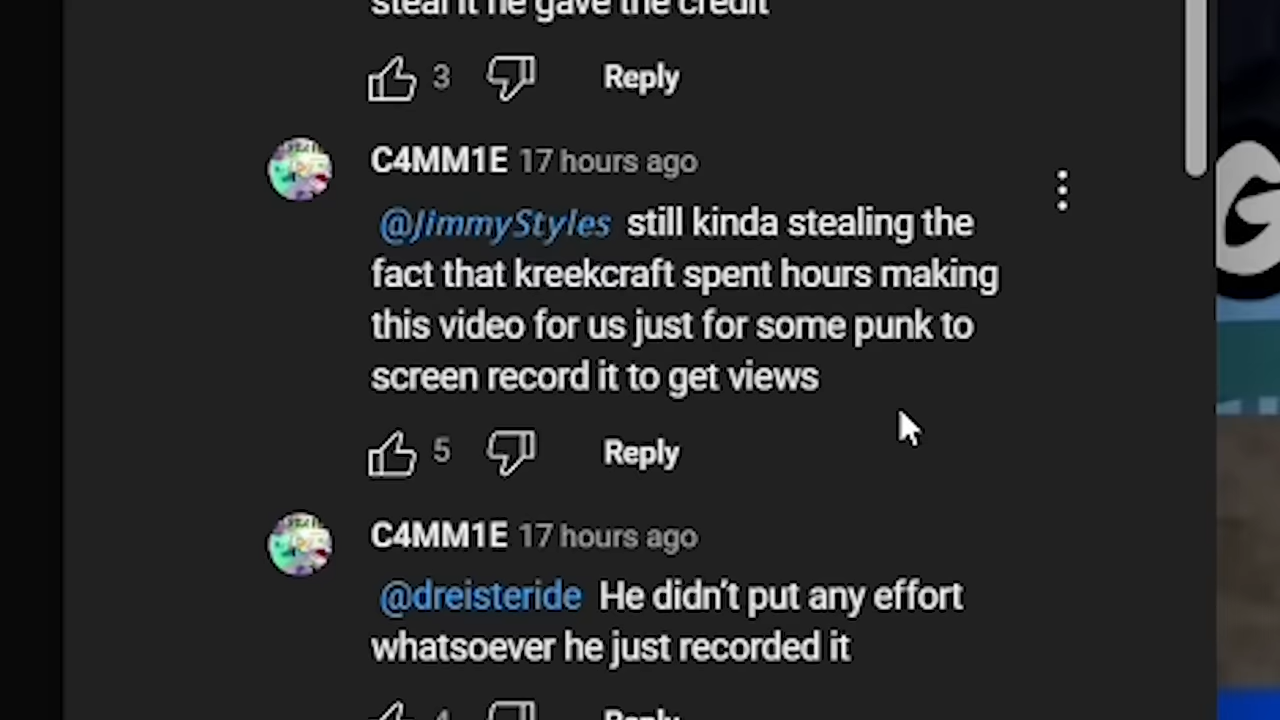 steal it he gave the credit
3 Reply
C4MM1E 17 hours ago
@JimmyStyles still kinda stealing the
fact that kreekcraft spent hours making
this video for us just for some punk to
screen record it to get views
5 Reply
C4MM1E 17 hours ago
@dreisteride He didn't put any effort
whatsoever he just recorded it
4 Reply
G